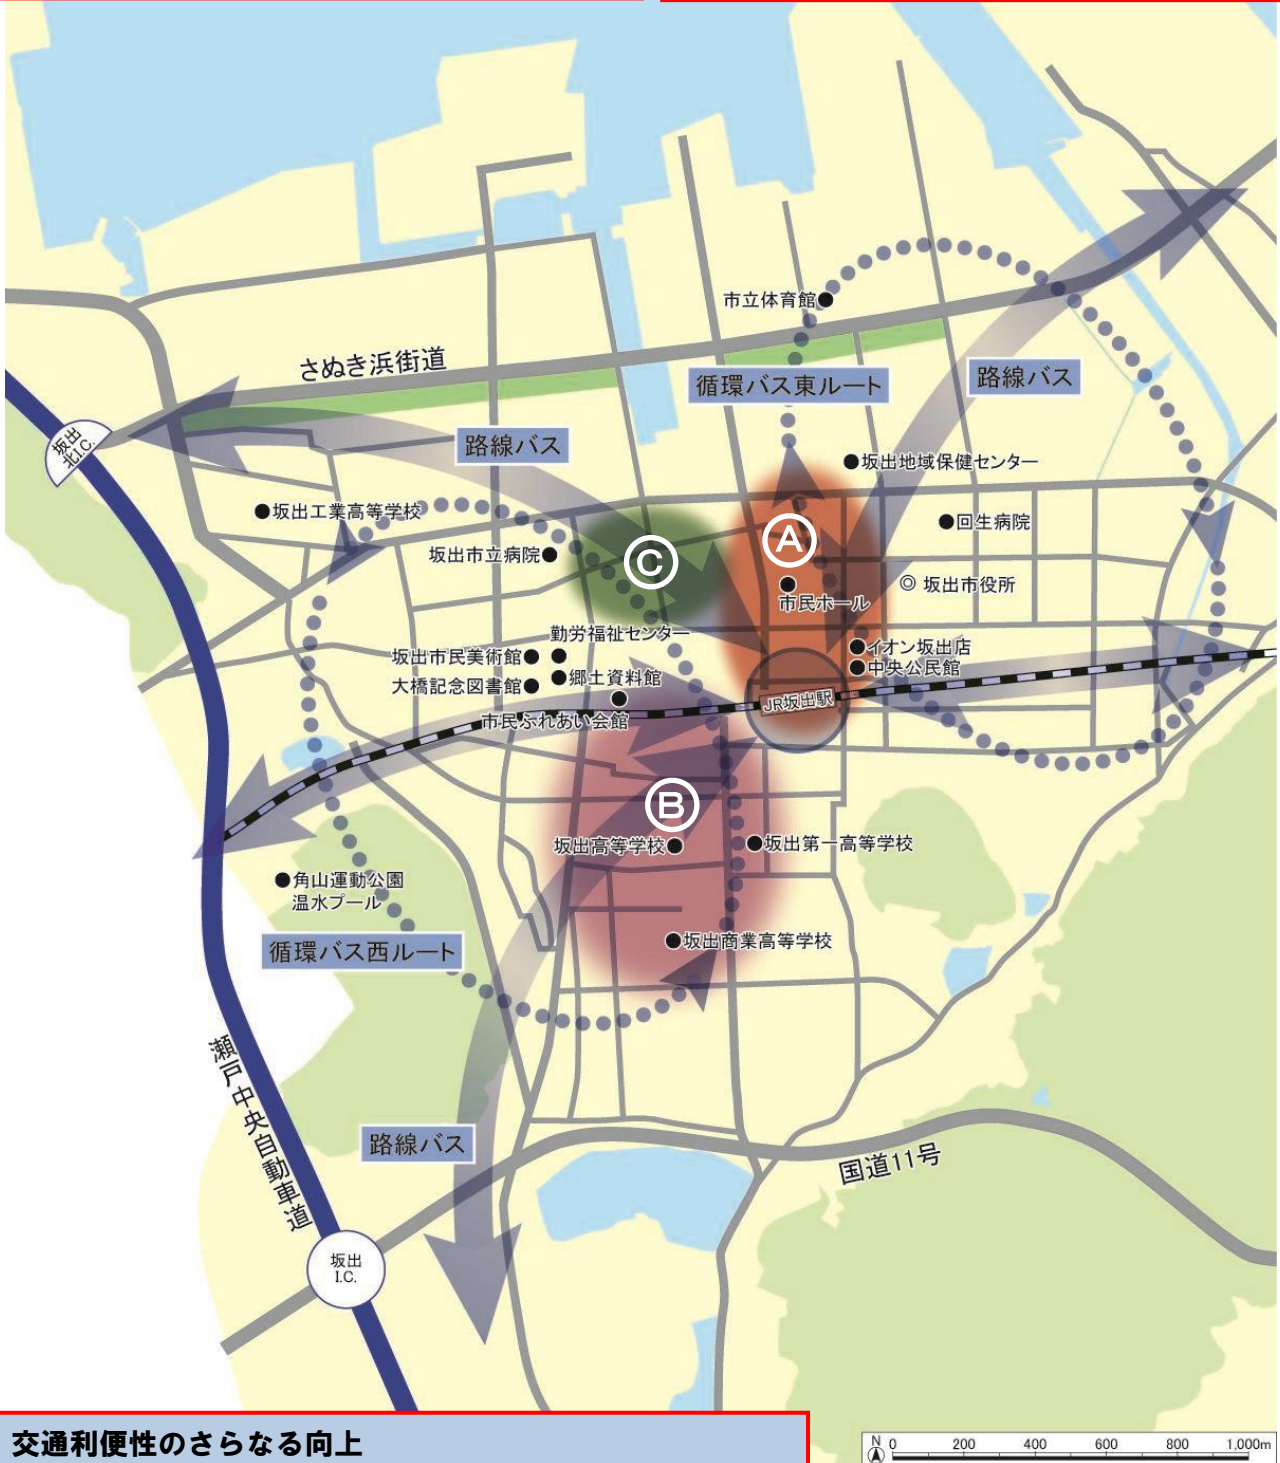 市立体育館
さぬき浜街道
循環バス東ルート
路線バス
坂出
北I.C.
路線バス
坂出地域保健センター
坂出工業高等学校
回生病院
坂出市立病院
A
C
坂出市役所
市民ホール
勤労福祉センター
イオン坂出店
坂出市民美術館
中央公民館
郷土資料館
大橋記念図書館
JR坂出駅
市民ふれあい会館
B
坂出高等学校
坂出第一高等学校
角山運動公園
温水プール
坂出商業高等学校
循環バス西ルート
瀬戸中央自動車道
路線バス
国道11号
坂出
I.C.
交通利便性のさらなる向上
N
0 200 400 600 800 1,000m